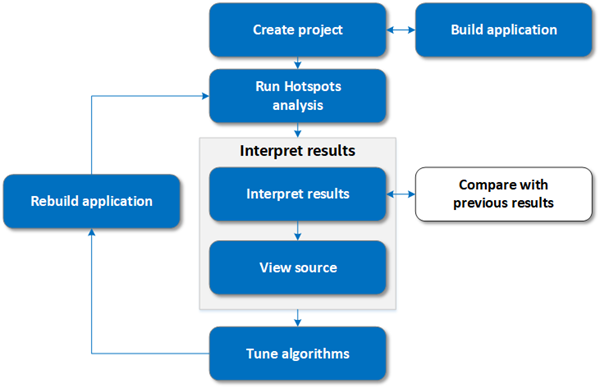 Create project
Build application
Run Hotspots
analysis
Interpret results
Interpret results
Compare with
previous results
Rebuild application
View source
Tune algorithms